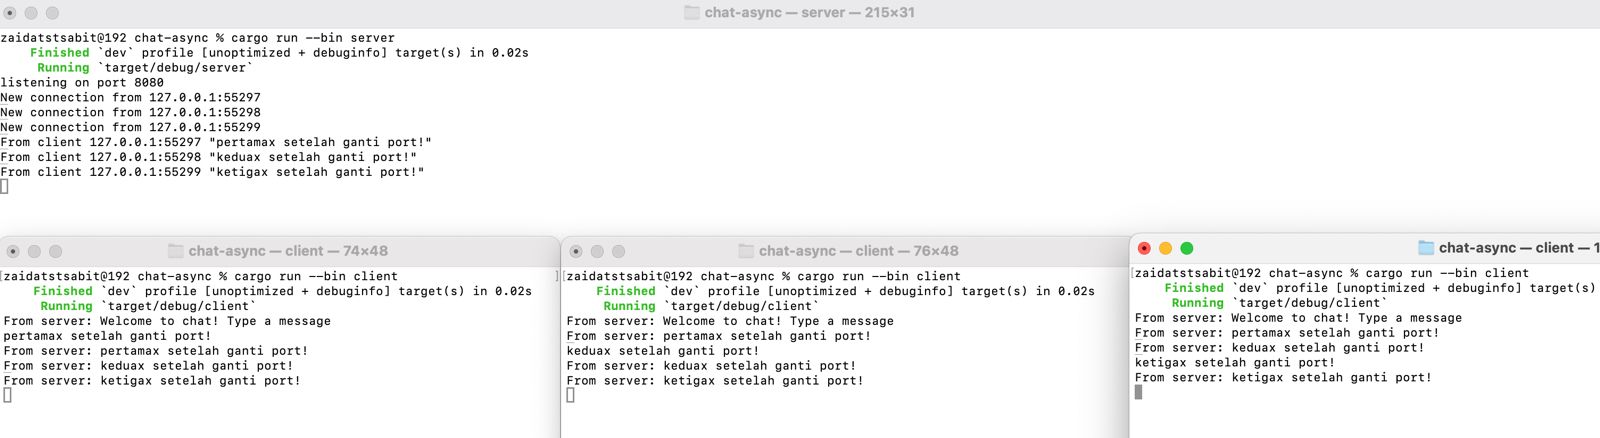 chat-async — server — 215×31
zaidatstsabit@192 chat-async % cargo run --bin server
Finished `dev` profile [unoptimized + debuginfo] target(s) in 0.02s
Running `target/debug/server`
listening on port 8080
New connection from 127.0.0.1:55297
New connection from 127.0.0.1:55298
New connection from 127.0.0.1:55299
From client 127.0.0.1:55297 "pertamax setelah ganti port!"
From client 127.0.0.1:55298 "keduax setelah ganti port!"
From client 127.0.0.1:55299 "ketigax setelah ganti port!"
chat-async — client — 74×48
[zaidatstsabit@192 chat-async % cargo run --bin client ]
Finished `dev` profile [unoptimized + debuginfo] target(s) in 0.02s
Running `target/debug/client`
From server: Welcome to chat! Type a message
pertamax setelah ganti port!
From server: pertamax setelah ganti port!
From server: keduax setelah ganti port!
From server: ketigax setelah ganti port!
chat-async — client — 76×48
[zaidatstsabit@192 chat-async % cargo run --bin client
Finished `dev` profile [unoptimized + debuginfo] target(s) in 0.02s
Running `target/debug/client`
From server: Welcome to chat! Type a message
From server: pertamax setelah ganti port!
keduax setelah ganti port!
From server: keduax setelah ganti port!
From server: ketigax setelah ganti port!
chat-async — client — 1
[zaidatstsabit@192 chat-async % cargo run --bin client
Finished `dev` profile [unoptimized + debuginfo] target(s)
Running `target/debug/client`
From server: Welcome to chat! Type a message
From server: pertamax setelah ganti port!
From server: keduax setelah ganti port!
ketigax setelah ganti port!
From server: ketigax setelah ganti port!